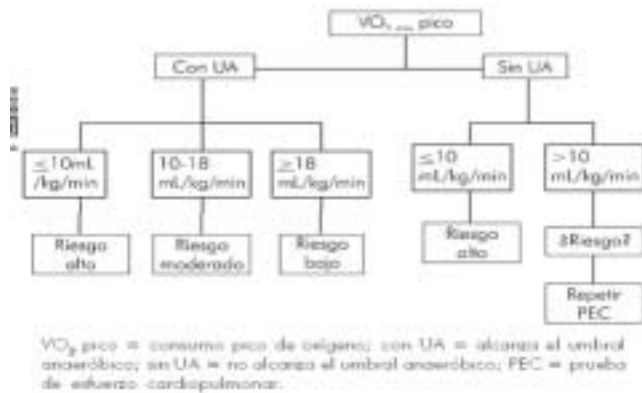 VO₂ pico
Con UA
Sin UA
≤10mL
/kg/min
10-18
mL/kg/min
≥18
mL/kg/min
≤10
mL/kg/min
>10
mL/kg/min
Riesgo
alto
Riesgo
moderado
Riesgo
bajo
Riesgo
alto
¿Riesgo?
Repetir
PEC
VO₂ pico = consumo pico de oxígeno; con UA = alcanza el umbral
anaeróbico; sin UA = no alcanza el umbral anaeróbico; PEC = prueba
de esfuerzo cardiopulmonar.